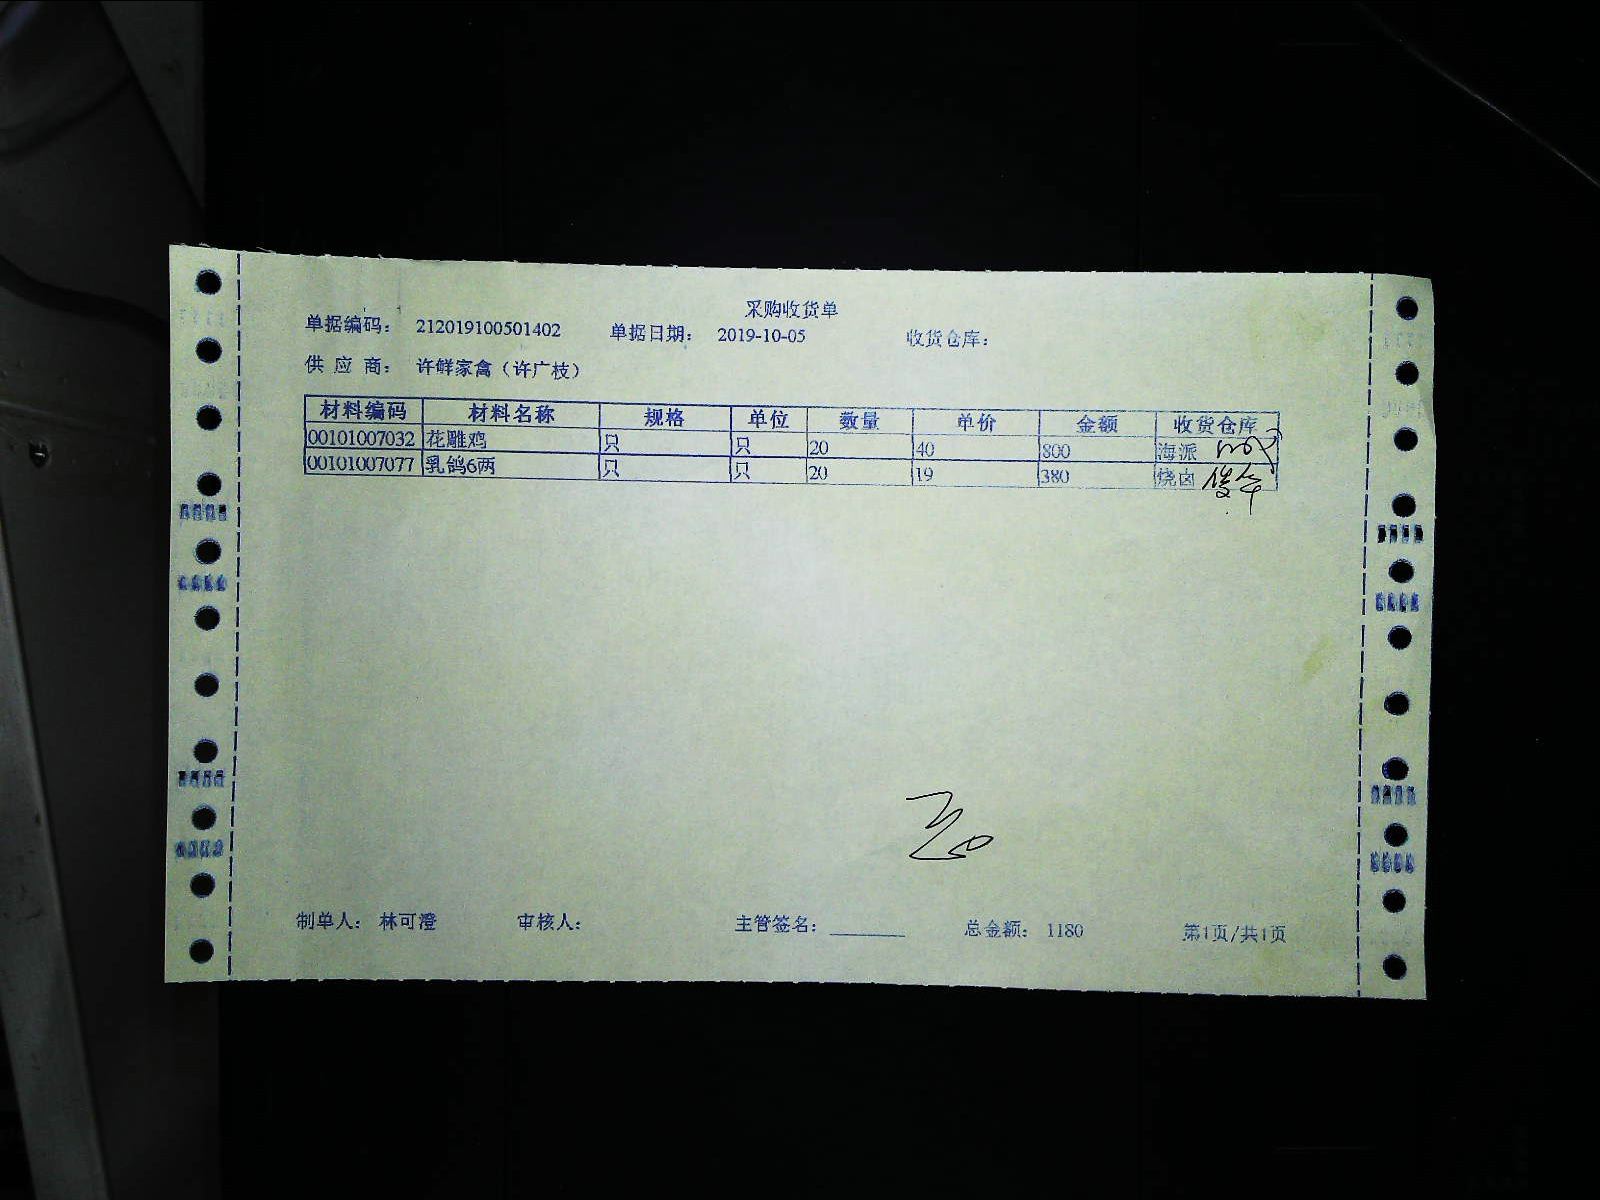 采购收货单
单据编码： 212019100501402 单据日期： 2019-10-05 收货仓库：
供 应 商： 许鲜家禽（许广枝）
材料编码 材料名称 规格 单位 数量 单价 金额 收货仓库
00101007032 花雕鸡 只 只 20 40 800 海派
00101007077 乳鸽6两 只 只 20 19 380 烧卤
制单人： 林可澄 审核人： 主管签名： ________ 总金额： 1180 第1页/共1页